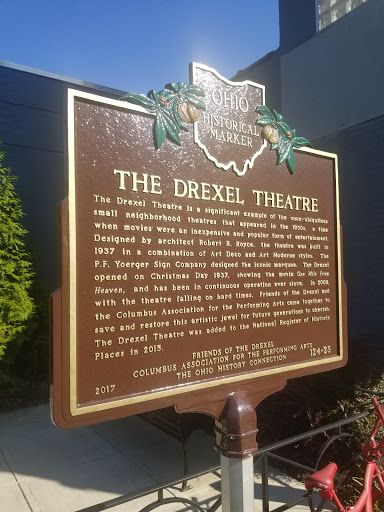 OHIO
HISTORICAL
MARKER
THE DREXEL THEATRE
The Drexel Theatre is a significant example of the once-ubiquitous
small neighborhood theatres that appeared in the 1930s, a time
when movies were an inexpensive and popular form of entertainment.
Designed by architect Robert R. Royce, the theatre was built in
1937 in a combination of Art Deco and Art Moderne styles. The
P.F. Yoerger Sign Company designed the iconic marquee. The Drexel
opened on Christmas Day 1937, showing the movie One Mile from
Heaven, and has been in continuous operation ever since. In 2009,
with the theatre falling on hard times, Friends of the Drexel and
the Columbus Association for the Performing Arts came together to
save and restore this artistic jewel for future generations to cherish.
The Drexel Theatre was added to the National Register of Historic
Places in 2015.
FRIENDS OF THE DREXEL
COLUMBUS ASSOCIATION FOR THE PERFORMING ARTS
THE OHIO HISTORY CONNECTION
2017
124-25